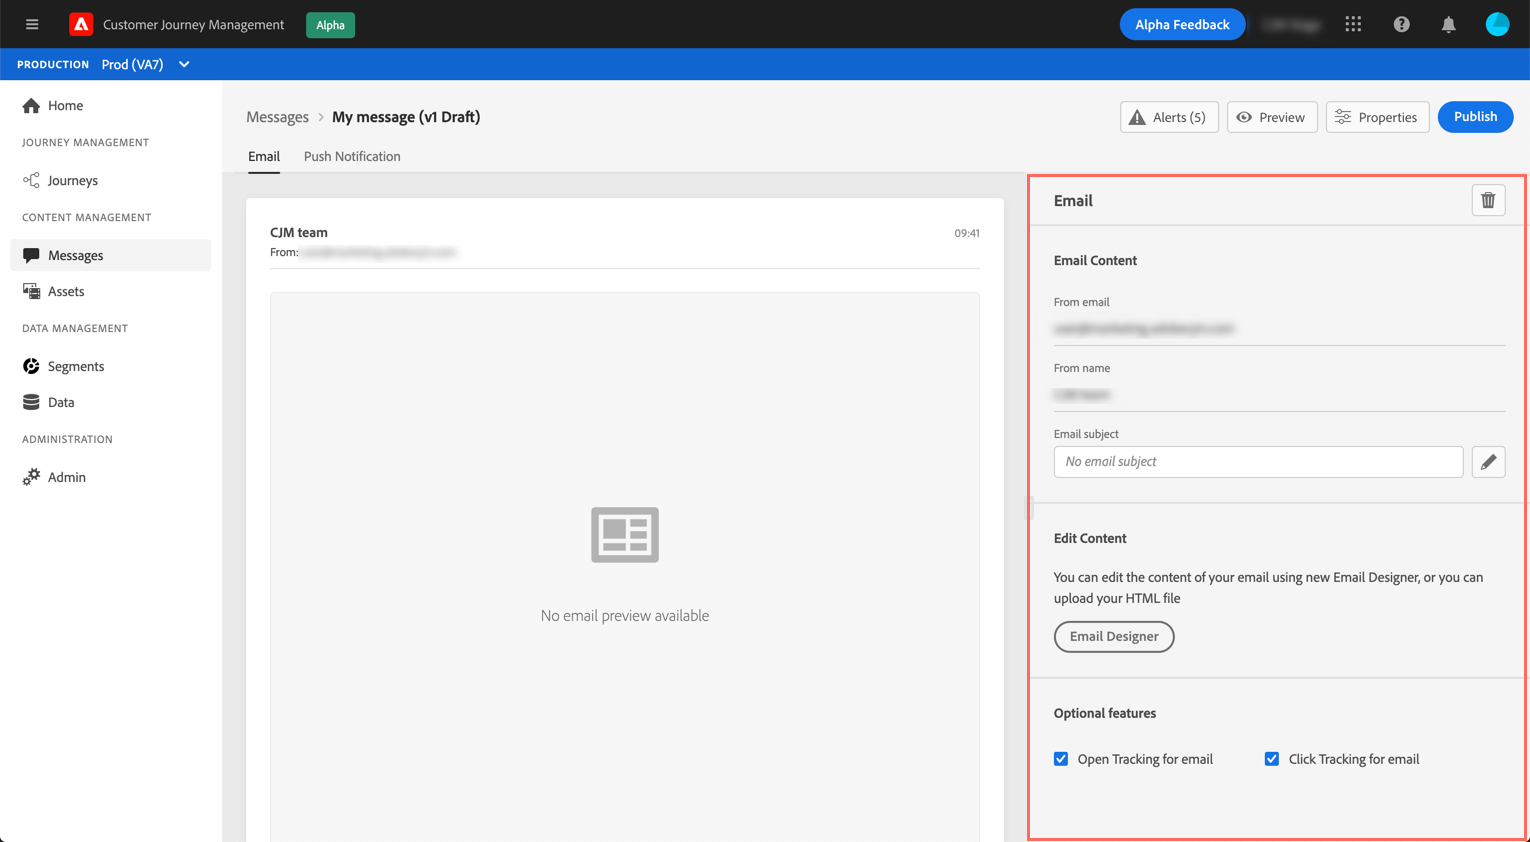 Customer Journey Management
Alpha
Alpha Feedback
PRODUCTION Prod (VA7)
Home
JOURNEY MANAGEMENT
Journeys
CONTENT MANAGEMENT
Messages
Assets
DATA MANAGEMENT
Segments
Data
ADMINISTRATION
Admin
Messages > My message (v1 Draft)
Alerts (5)
Preview
Properties
Publish
Email
Push Notification
CJM team
09:41
From:
No email preview available
Email
Email Content
From email
From name
Email subject
No email subject
Edit Content
You can edit the content of your email using new Email Designer, or you can
upload your HTML file
Email Designer
Optional features
Open Tracking for email
Click Tracking for email